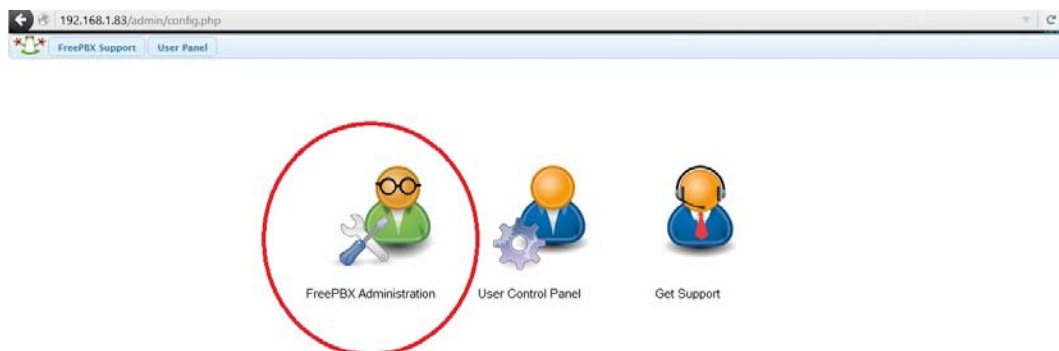 192.168.1.83/admin/config.php
FreePBX Support User Panel
FreePBX Administration User Control Panel Get Support